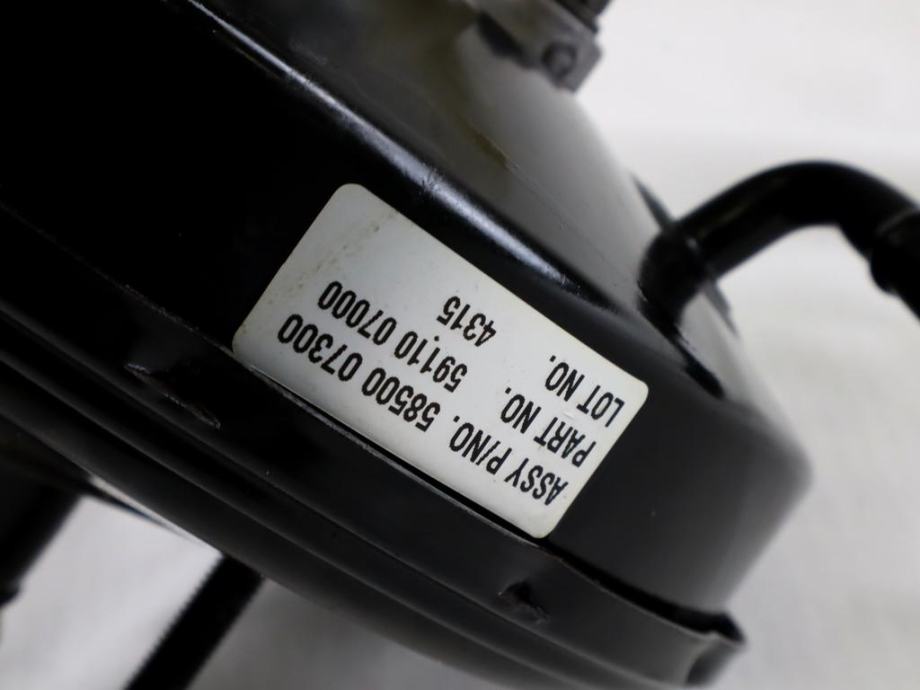 ASSY P/NO. 58500 07300
PART NO. 59110 07000
LOT NO. 4315